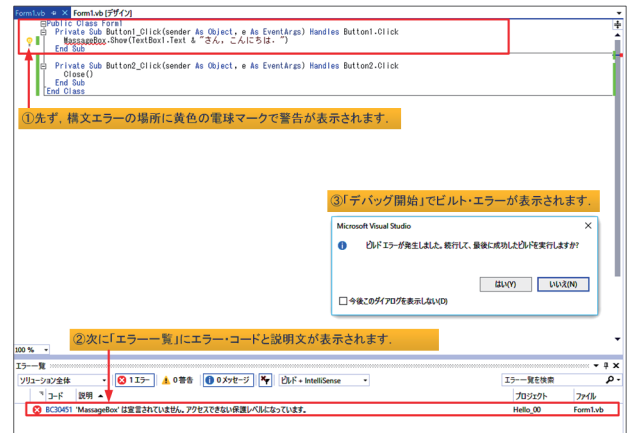 Form1.vb Form1.vb [デザイン]
Public Class Form1
Private Sub Button1_Click(sender As Object, e As EventArgs) Handles Button1.Click
MassageBox.Show(TextBox1.Text & "さん，こんにちは．")
End Sub
Private Sub Button2_Click(sender As Object, e As EventArgs) Handles Button2.Click
Close()
End Sub
End Class
①先ず，構文エラーの場所に黄色の電球マークで警告が表示されます．
③「デバッグ開始」でビルト・エラーが表示されます．
Microsoft Visual Studio
ビルド エラーが発生しました。続行して、最後に成功したビルドを実行しますか?
はい(Y) いいえ(N)
今後このダイアログを表示しない(D)
②次に「エラー一覧」にエラー・コードと説明文が表示されます．
100 %
エラー一覧
ソリューション全体 1 エラー 0 警告 0 メッセージ ビルド + IntelliSense エラー一覧を検索
コード 説明 プロジェクト ファイル
BC30451 'MassageBox' は宣言されていません。アクセスできない保護レベルになっています。 Hello_00 Form1.vb